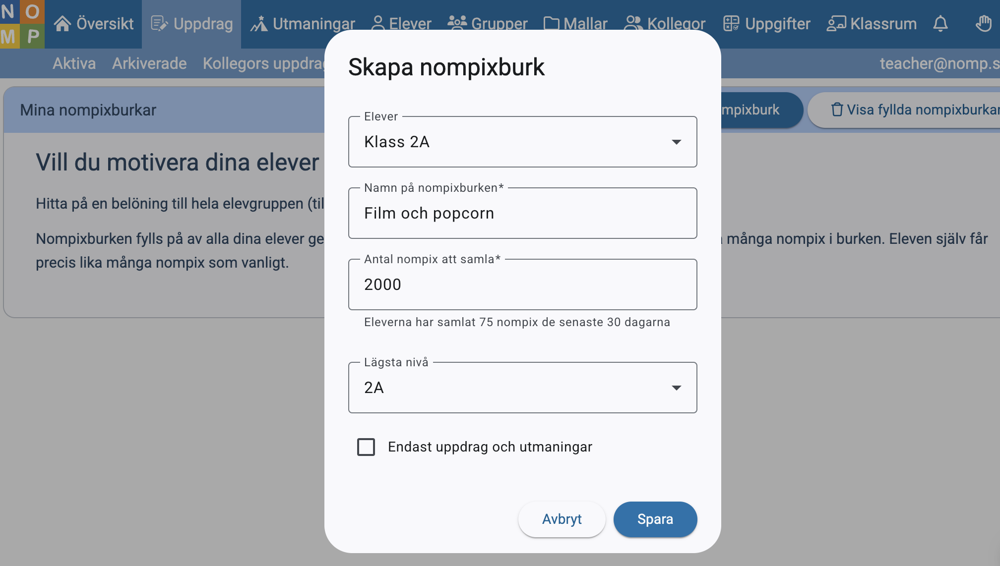 N O
M P
Översikt Uppdrag Utmaningar Elever Grupper Mallar Kollegor Uppgifter Klassrum
Aktiva Arkiverade Kollegors uppdrag teacher@nomp.s
Mina nompixburkar
mpixburk Visa fyllda nompixburkar
Vill du motivera dina elever
Hitta på en belöning till hela elevgruppen (til
Nompixburken fylls på av alla dina elever ge många nompix i burken. Eleven själv får
precis lika många nompix som vanligt.
Skapa nompixburk
Elever
Klass 2A
Namn på nompixburken*
Film och popcorn
Antal nompix att samla*
2000
Eleverna har samlat 75 nompix de senaste 30 dagarna
Lägsta nivå
2A
Endast uppdrag och utmaningar
Avbryt Spara